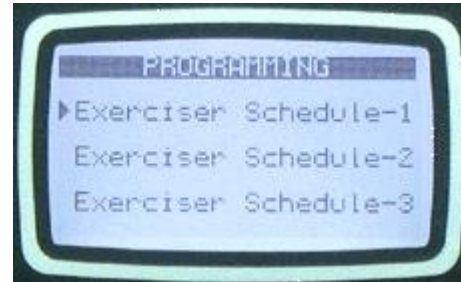 PROGRAMMING
Exerciser Schedule-1
Exerciser Schedule-2
Exerciser Schedule-3